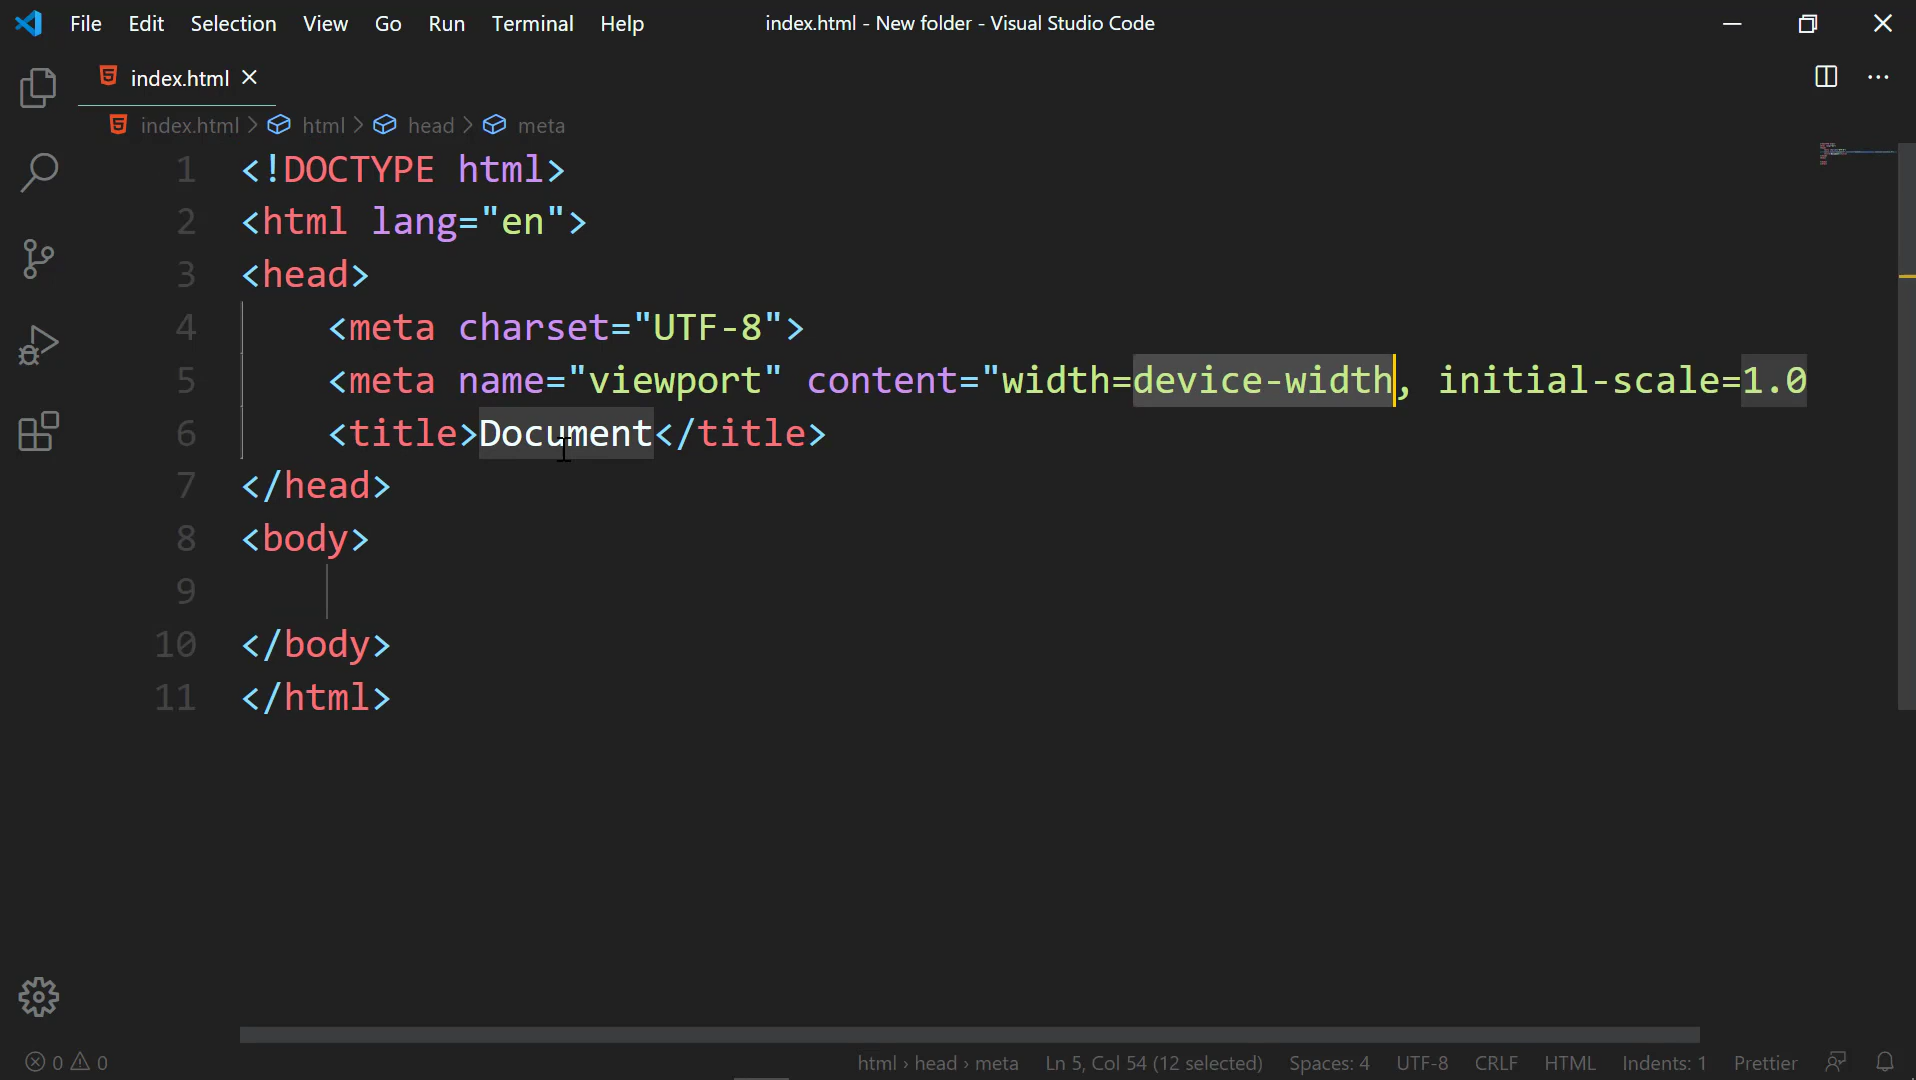 File Edit Selection View Go Run Terminal Help index.html - New folder - Visual Studio Code
index.html
index.html > html > head > meta
1 <!DOCTYPE html>
2 <html lang="en">
3 <head>
4 <meta charset="UTF-8">
5 <meta name="viewport" content="width=device-width, initial-scale=1.0
6 <title>Document</title>
7 </head>
8 <body>
9
10 </body>
11 </html>
0 0 html › head › meta Ln 5, Col 54 (12 selected) Spaces: 4 UTF-8 CRLF HTML Indents: 1 Prettier